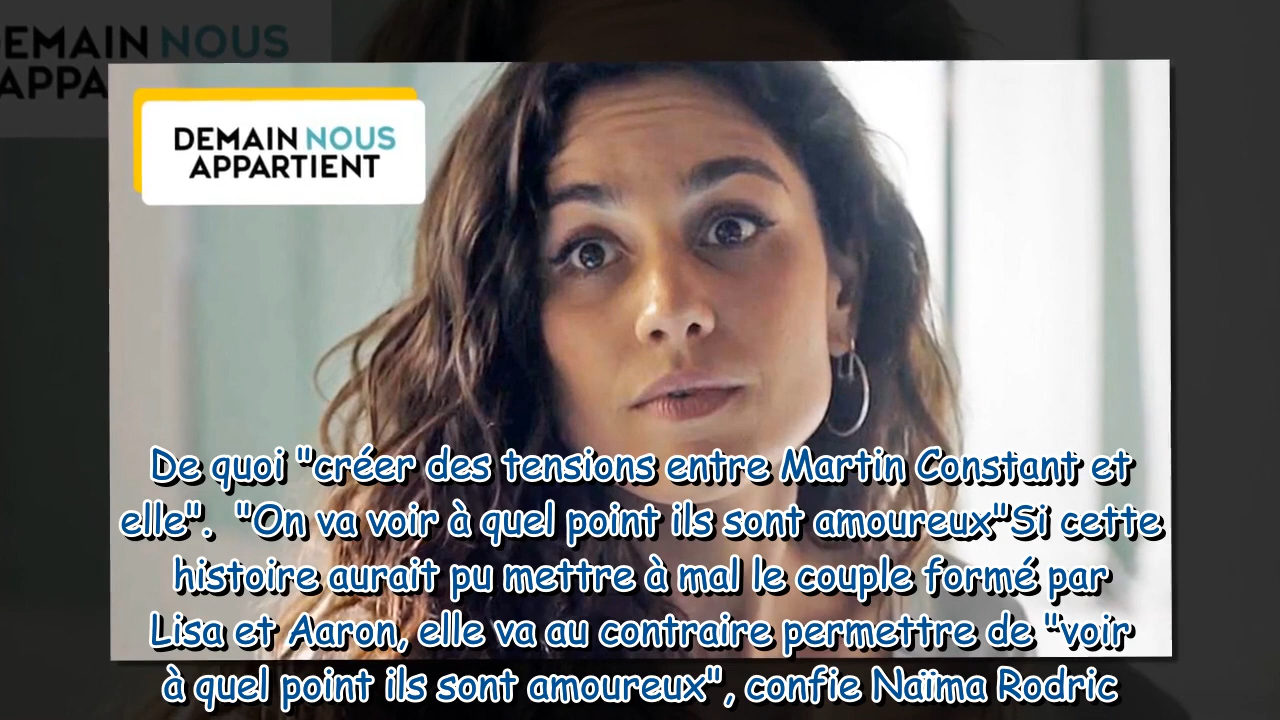 EMAIN NOUS
APPA
DEMAIN NOUS
APPARTIENT
De quoi "créer des tensions entre Martin Constant et
elle".  "On va voir à quel point ils sont amoureux"Si cette
histoire aurait pu mettre à mal le couple formé par
Lisa et Aaron, elle va au contraire permettre de "voir
à quel point ils sont amoureux", confie Naïma Rodric